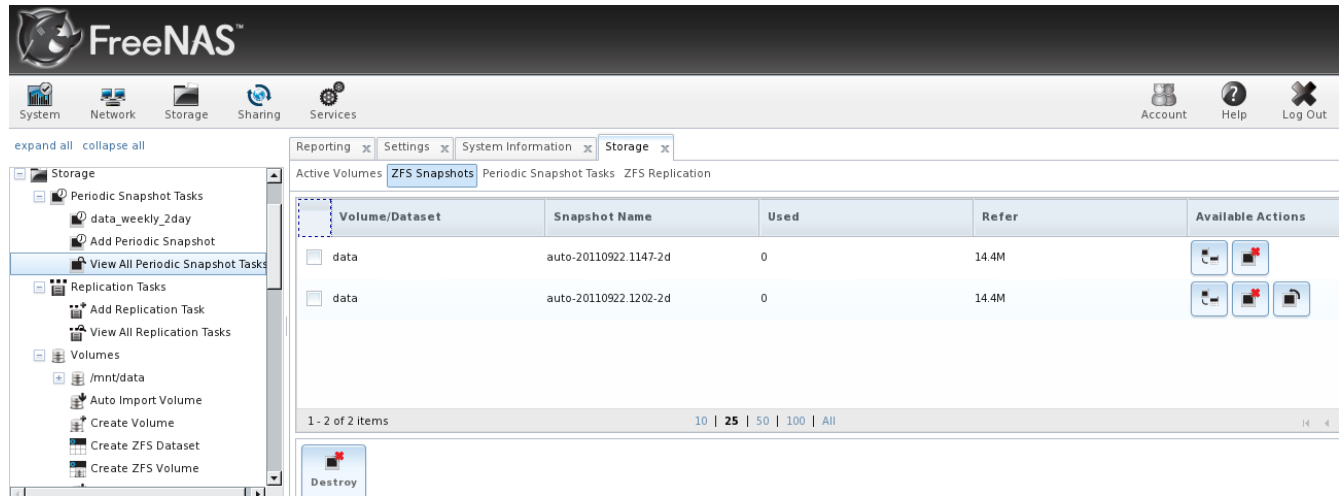 FreeNAS™
System Network Storage Sharing Services Account Help Log Out
expand all collapse all
Reporting x Settings x System Information x Storage x
Active Volumes ZFS Snapshots Periodic Snapshot Tasks ZFS Replication
Storage
Periodic Snapshot Tasks
data_weekly_2day
Add Periodic Snapshot
View All Periodic Snapshot Tasks
Replication Tasks
Add Replication Task
View All Replication Tasks
Volumes
/mnt/data
Auto Import Volume
Create Volume
Create ZFS Dataset
Create ZFS Volume
Volume/Dataset Snapshot Name Used Refer Available Actions
data auto-20110922.1147-2d 0 14.4M
data auto-20110922.1202-2d 0 14.4M
1 - 2 of 2 items 10 | 25 | 50 | 100 | All
Destroy